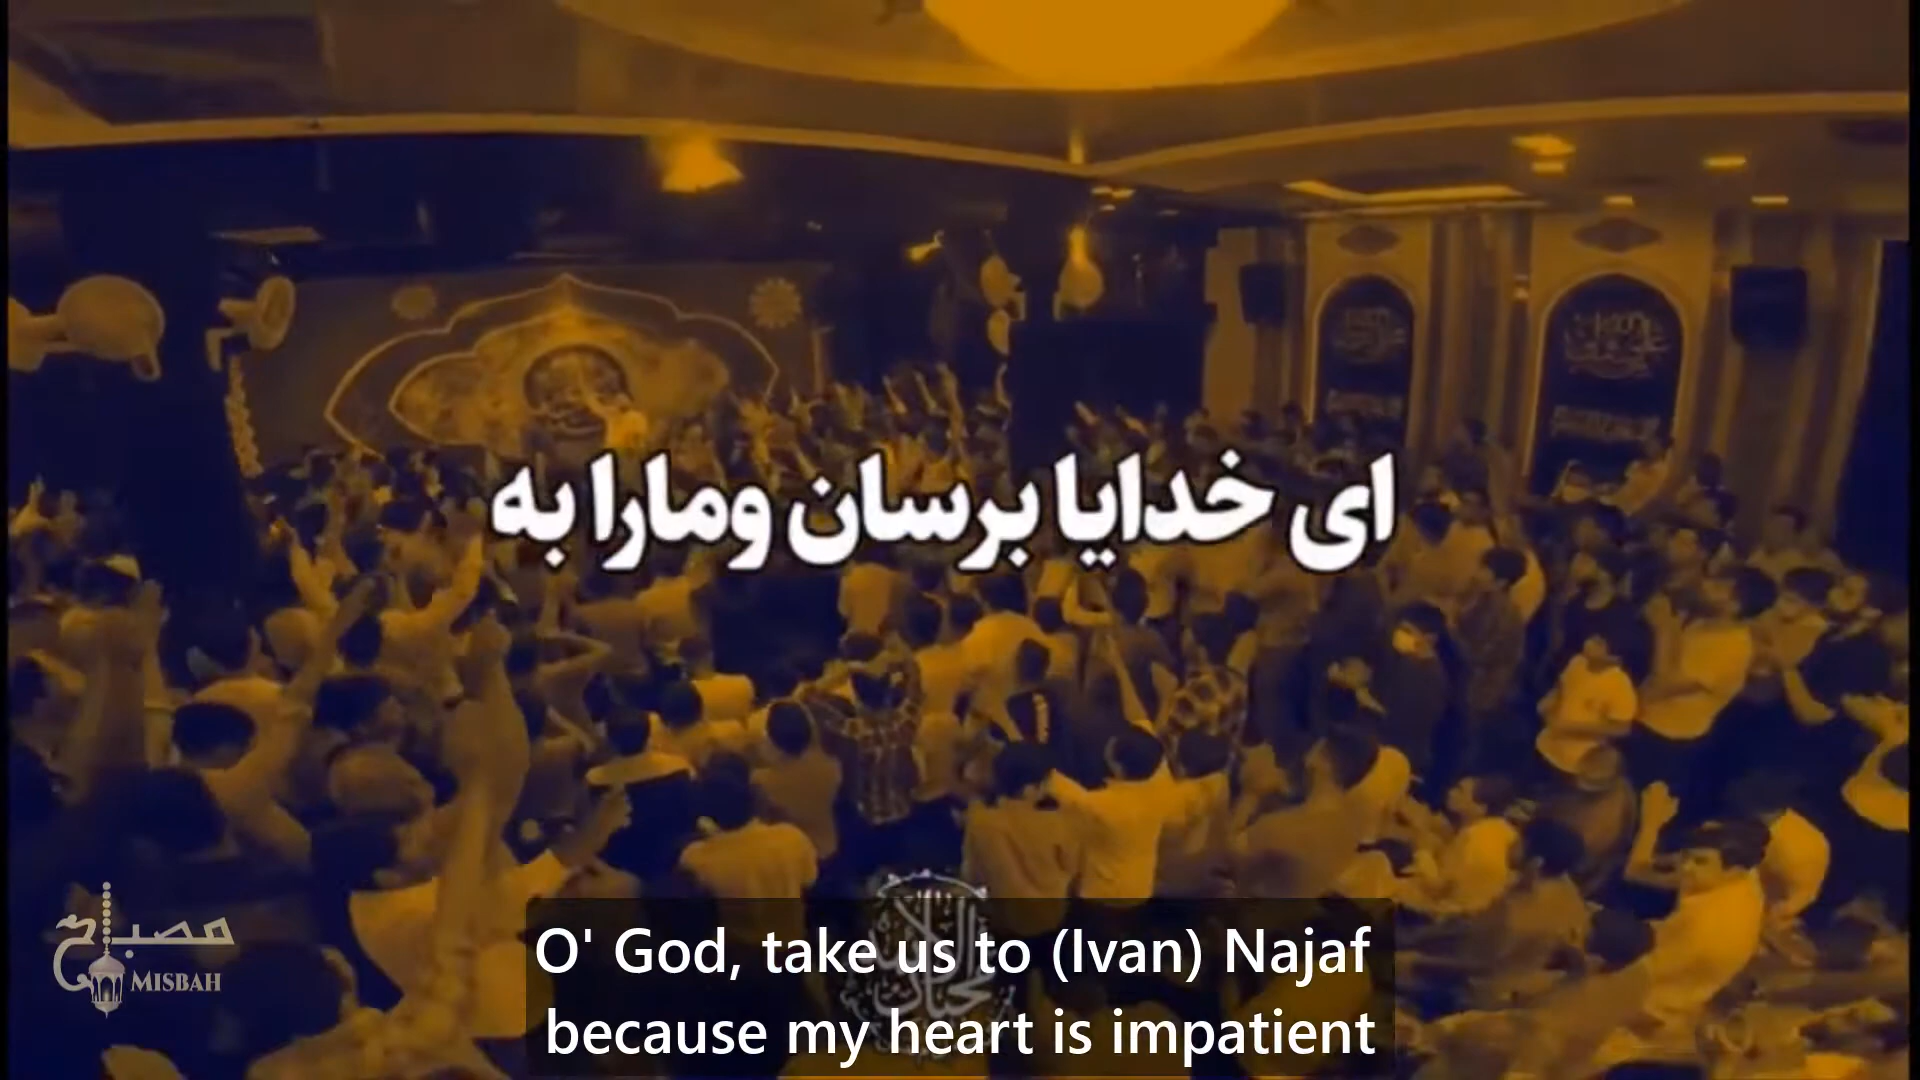 ای خدایا برسان ومارا به
مصباح
MISBAH
O' God, take us to (Ivan) Najaf
because my heart is impatient